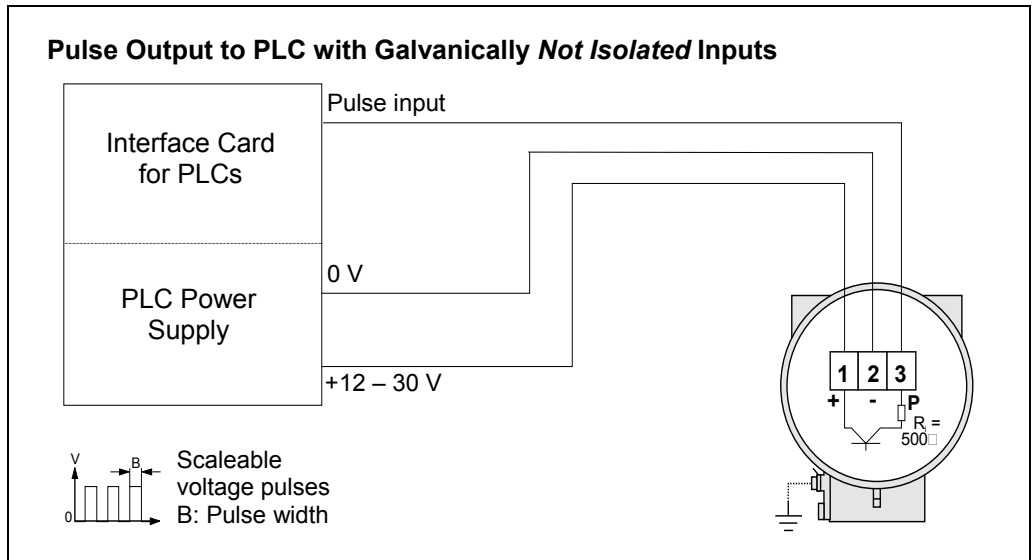 Pulse Output to PLC with Galvanically Not Isolated Inputs
Pulse input
Interface Card
for PLCs
0 V
PLC Power
Supply
+12 – 30 V
1 2 3
+ - P
R =
500□
V
B
0
Scaleable
voltage pulses
B: Pulse width